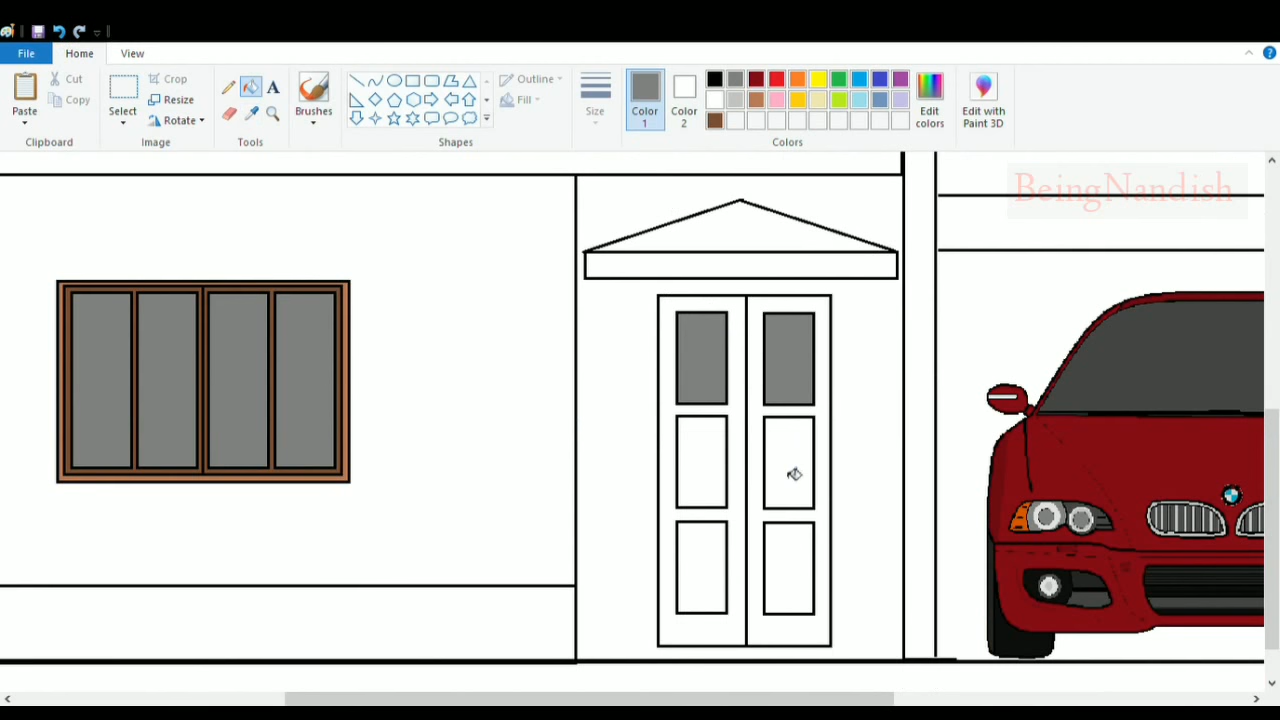 File Home View
Paste
Cut
Copy
Clipboard
Select
Crop
Resize
Rotate
Image
A
Tools
Brushes
Outline
Fill
Shapes
Size
Color
1
Color
2
Edit
colors
Colors
Edit with
Paint 3D
?
BeingNandish